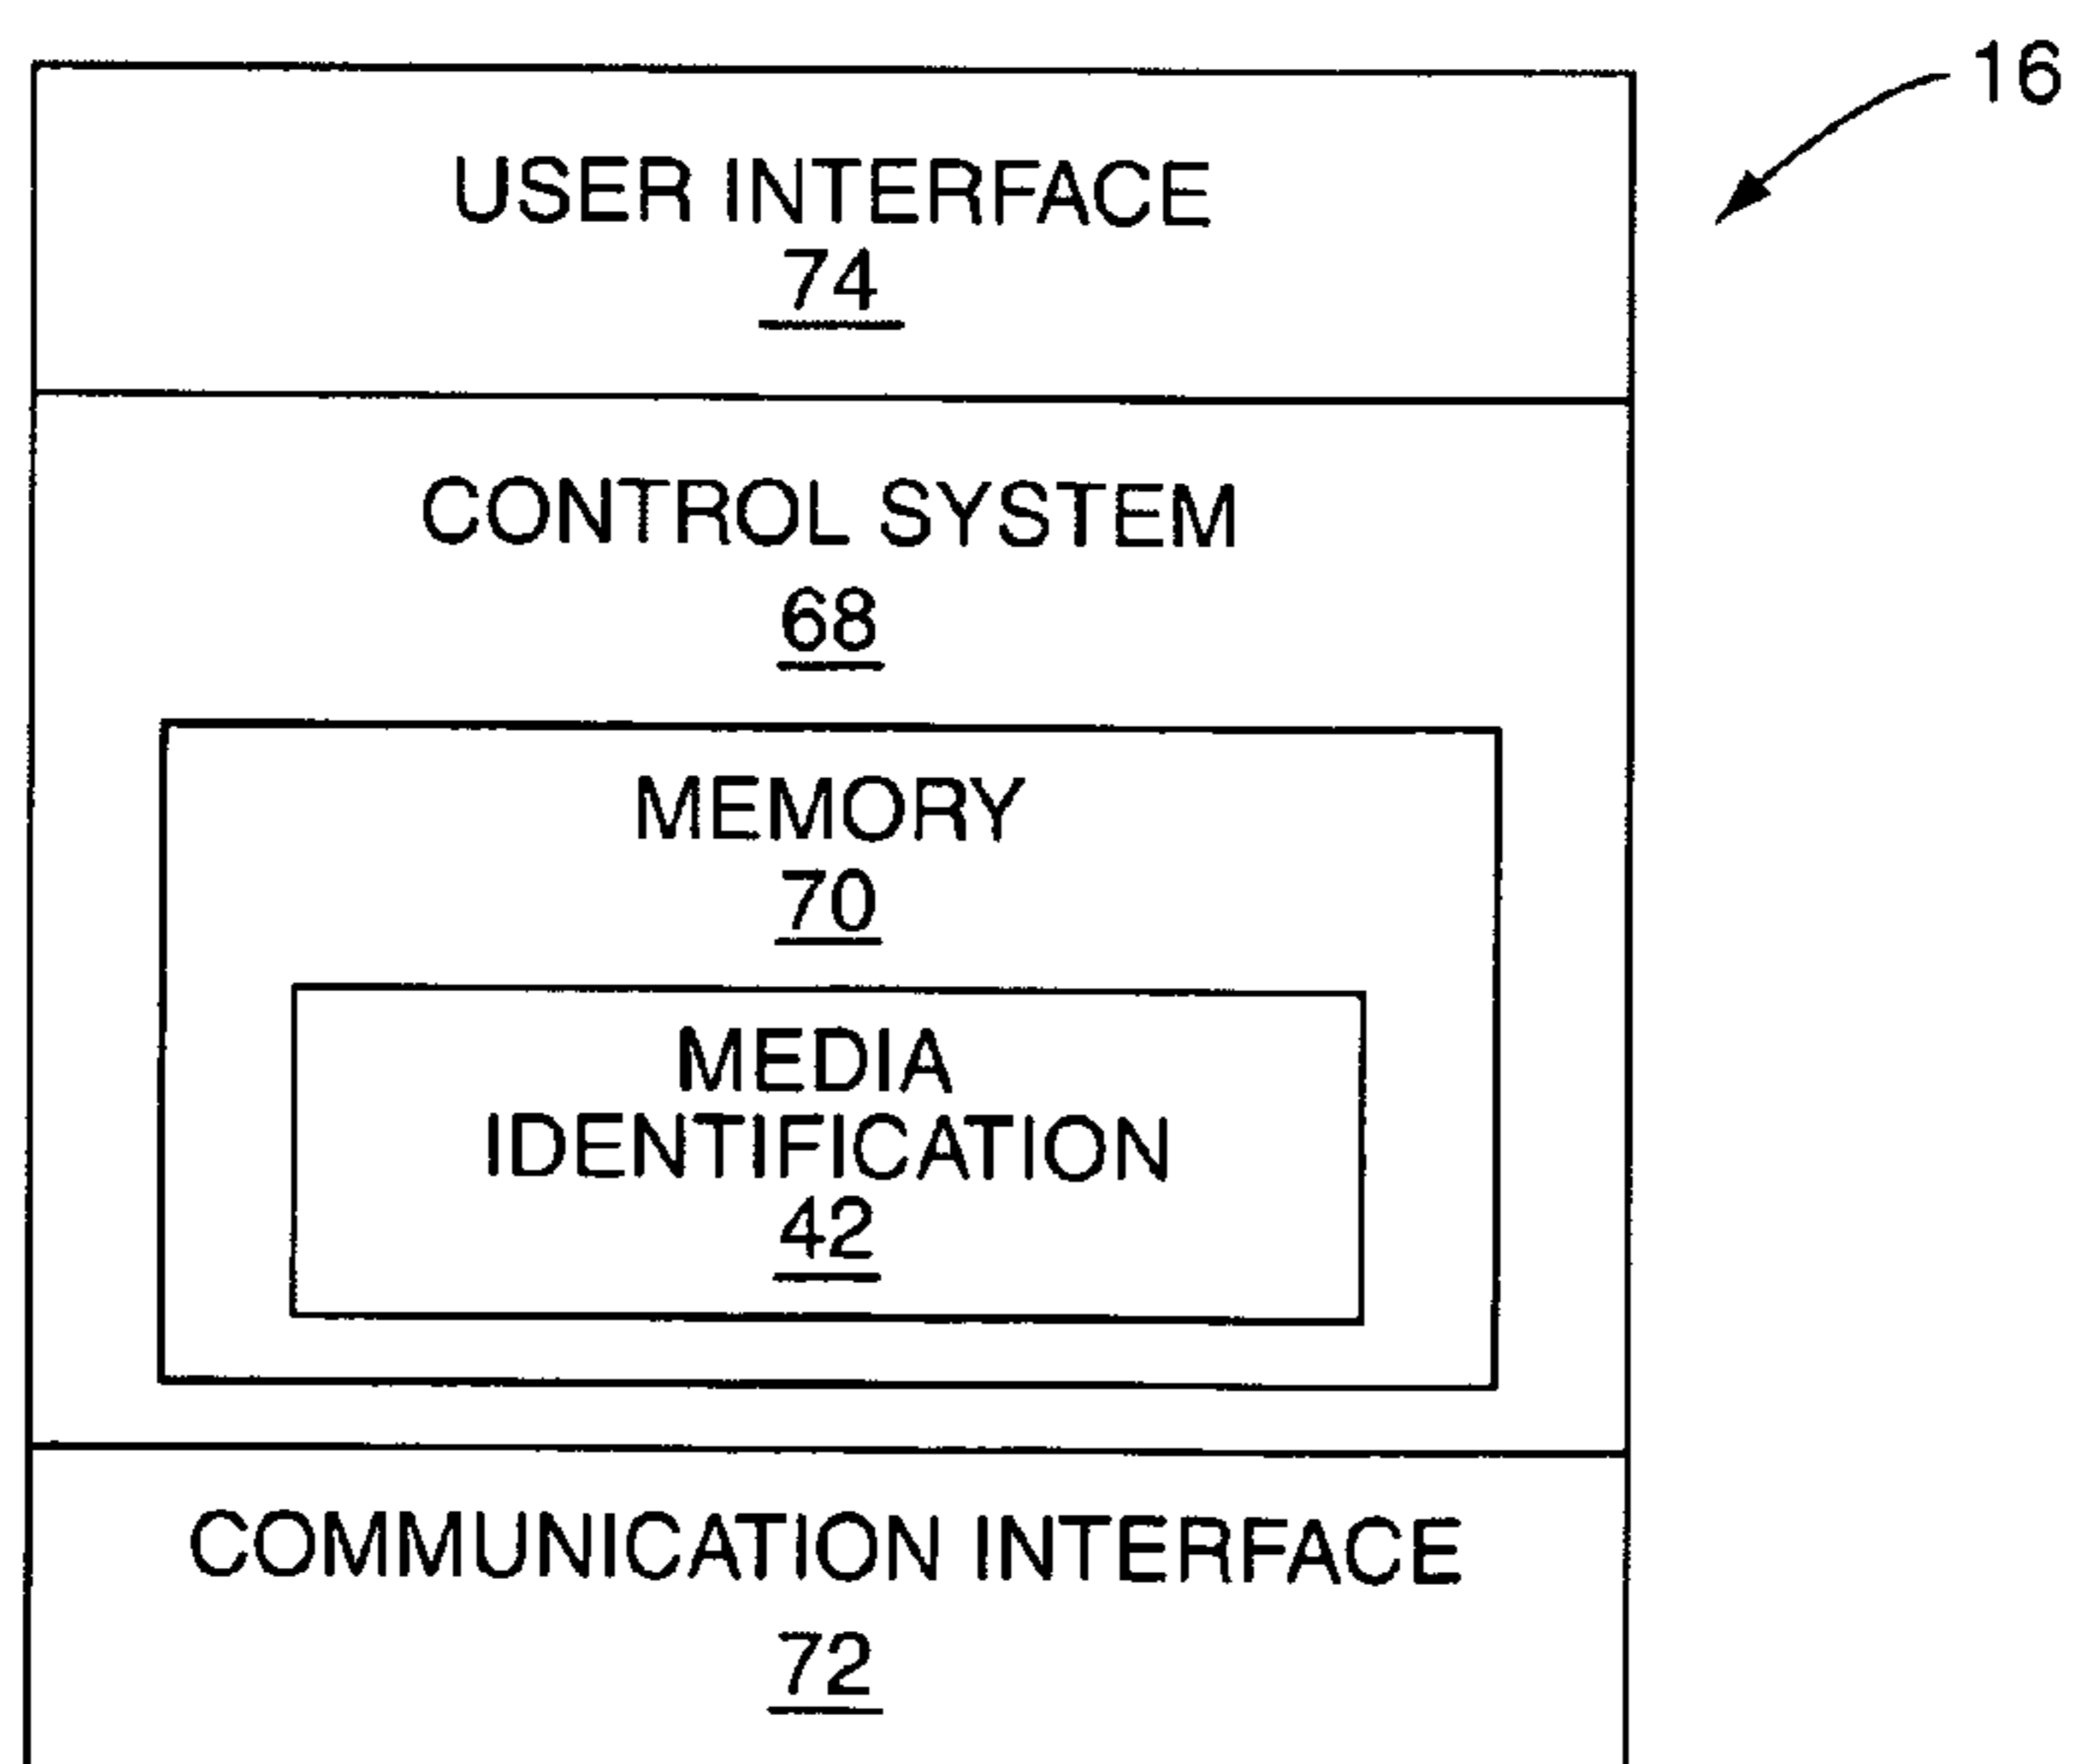 16
USER INTERFACE
74
CONTROL SYSTEM
68
MEMORY
70
MEDIA
IDENTIFICATION
42
COMMUNICATION INTERFACE
72